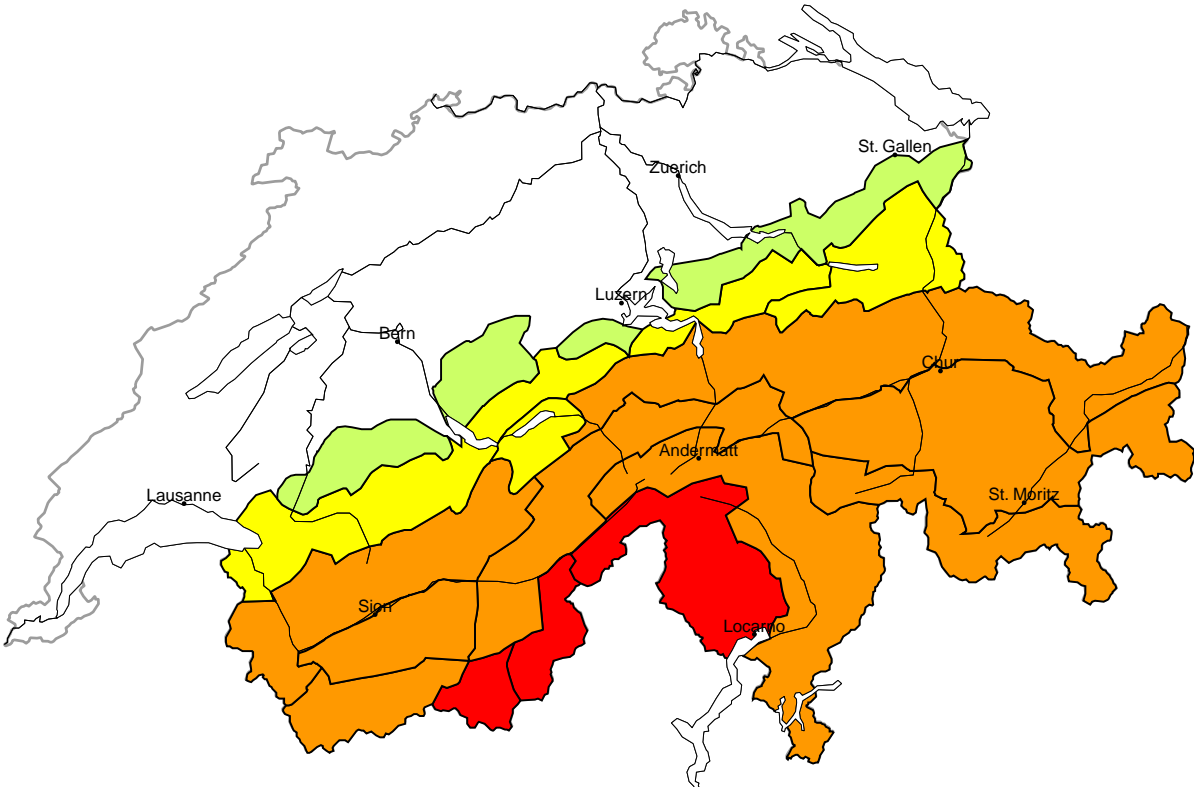 St. Gallen
Zuerich
Luzern
Bern
Chur
Andermatt
Lausanne
St. Moritz
Sion
Locarno